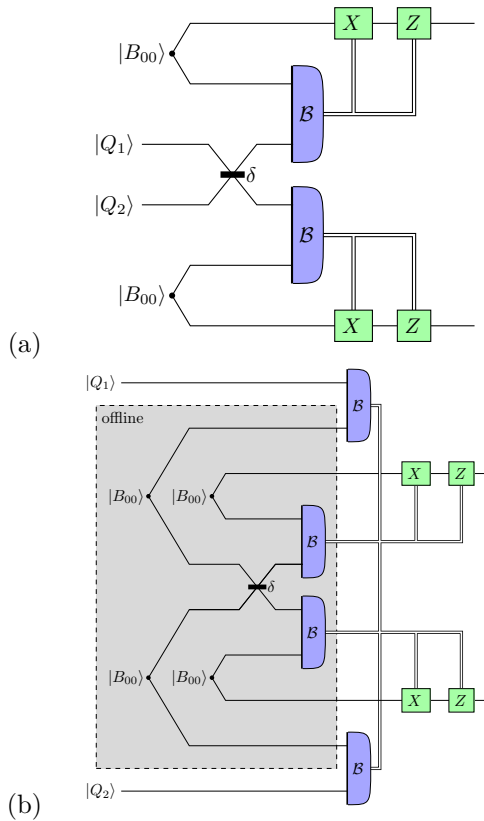 X Z
|B₀₀⟩
ℬ
|Q₁⟩
δ
|Q₂⟩
ℬ
|B₀₀⟩
X Z
(a)
|Q₁⟩
ℬ
offline
X Z
|B₀₀⟩ |B₀₀⟩
ℬ
δ
ℬ
|B₀₀⟩ |B₀₀⟩
X Z
ℬ
|Q₂⟩
(b)